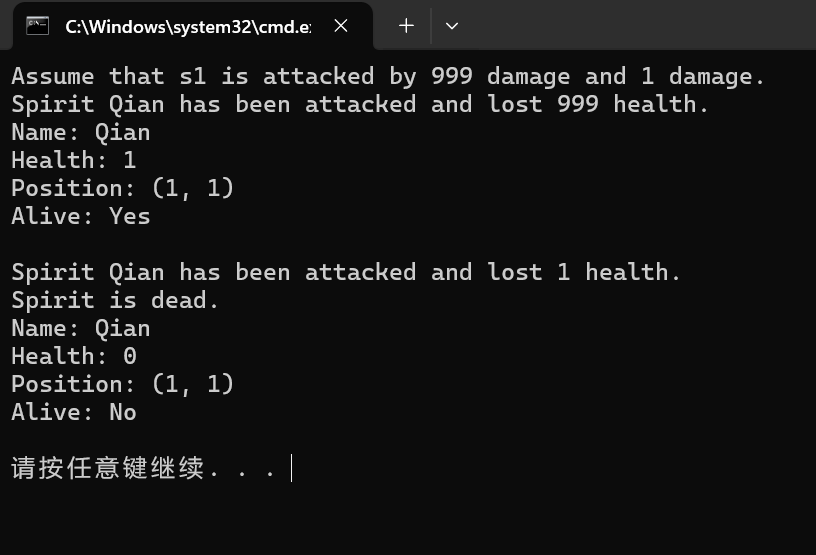 C:\Windows\system32\cmd.e
Assume that s1 is attacked by 999 damage and 1 damage.
Spirit Qian has been attacked and lost 999 health.
Name: Qian
Health: 1
Position: (1, 1)
Alive: Yes
Spirit Qian has been attacked and lost 1 health.
Spirit is dead.
Name: Qian
Health: 0
Position: (1, 1)
Alive: No
请按任意键继续. . .